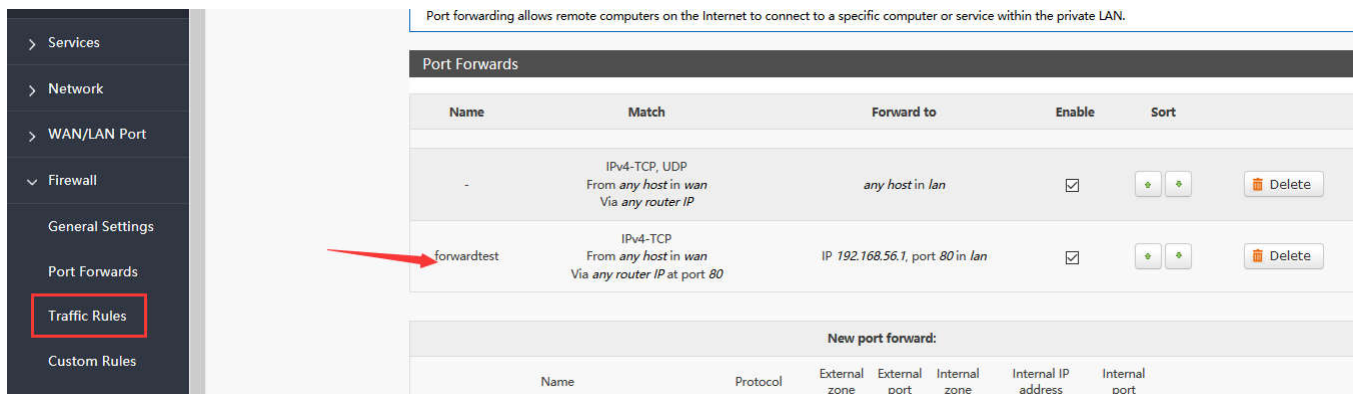 Port forwarding allows remote computers on the Internet to connect to a specific computer or service within the private LAN.
Services
Network
WAN/LAN Port
Firewall
General Settings
Port Forwards
Traffic Rules
Custom Rules
Port Forwards
Name Match Forward to Enable Sort
IPv4-TCP, UDP
- From any host in wan any host in lan Delete
Via any router IP
IPv4-TCP
forwardtest From any host in wan IP 192.168.56.1, port 80 in lan Delete
Via any router IP at port 80
New port forward:
Name Protocol External zone External port Internal zone Internal IP address Internal port